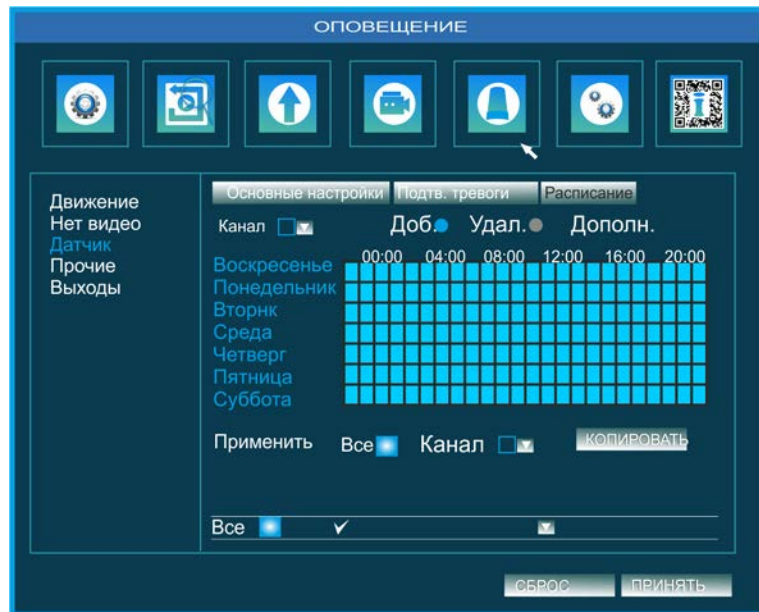 ОПОВЕЩЕНИЕ
Движение
Нет видео
Датчик
Прочие
Выходы
Основные настройки Подтв. тревоги Расписание
Канал Доб. Удал. Дополн.
00:00 04:00 08:00 12:00 16:00 20:00
Воскресенье
Понедельник
Вторнк
Среда
Четверг
Пятница
Суббота
Применить Все Канал КОПИРОВАТЬ
Все
СБРОС ПРИНЯТЬ